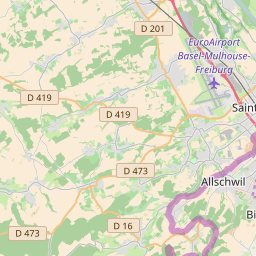 D 201
EuroAirport
Basel-Mulhouse-
Freiburg
D 419
D 419
Saint
D 473
Allschwil
Bi
D 473
D 16